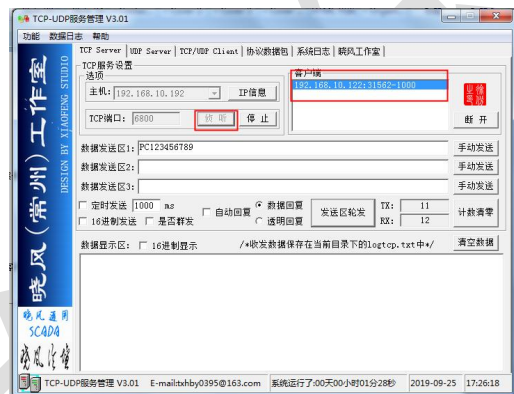 TCP-UDP服务管理 V3.01
功能 数据日志 帮助
TCP Server UDP Server TCP/UDP Client 协议数据包 系统日志 晓风工作室
TCP服务设置
选项
主机: 192.168.10.192 IP信息
TCP端口: 6800 侦 听 停 止
客户端
192.168.10.122:31562-1000
断 开
数据发送区1: PC123456789 手动发送
数据发送区2: 手动发送
数据发送区3: 手动发送
定时发送 1000 ms 自动回复 数据回复 发送区轮发 TX: 11 计数清零
16进制发送 是否群发 透明回复 RX: 12
数据显示区: 16进制显示 /*收发数据保存在当前目录下的logtcp.txt中*/ 清空数据
晓风(常州)工作室
DESIGN BY XIAOFENG STUDIO
晓风通用
SCADA
TCP-UDP服务管理 V3.01 E-mail:txhby0395@163.com 系统运行了:00天00小时01分28秒 2019-09-25 17:26:18